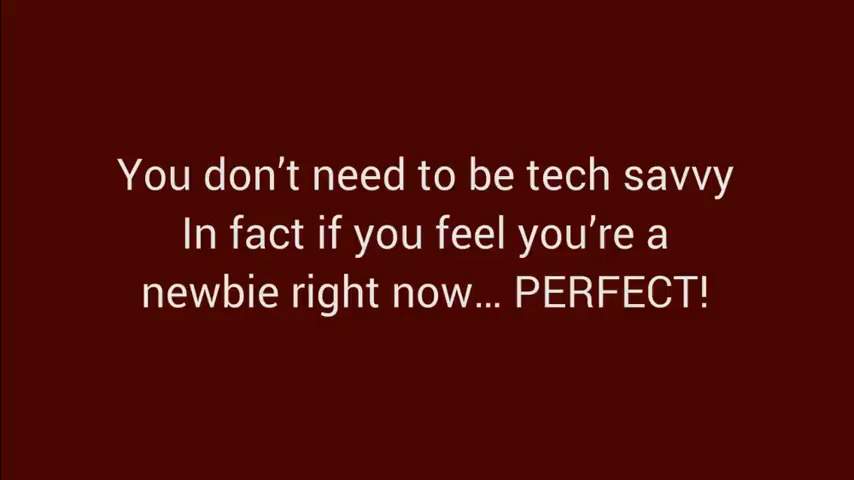 You don’t need to be tech savvy
In fact if you feel you’re a
newbie right now... PERFECT!